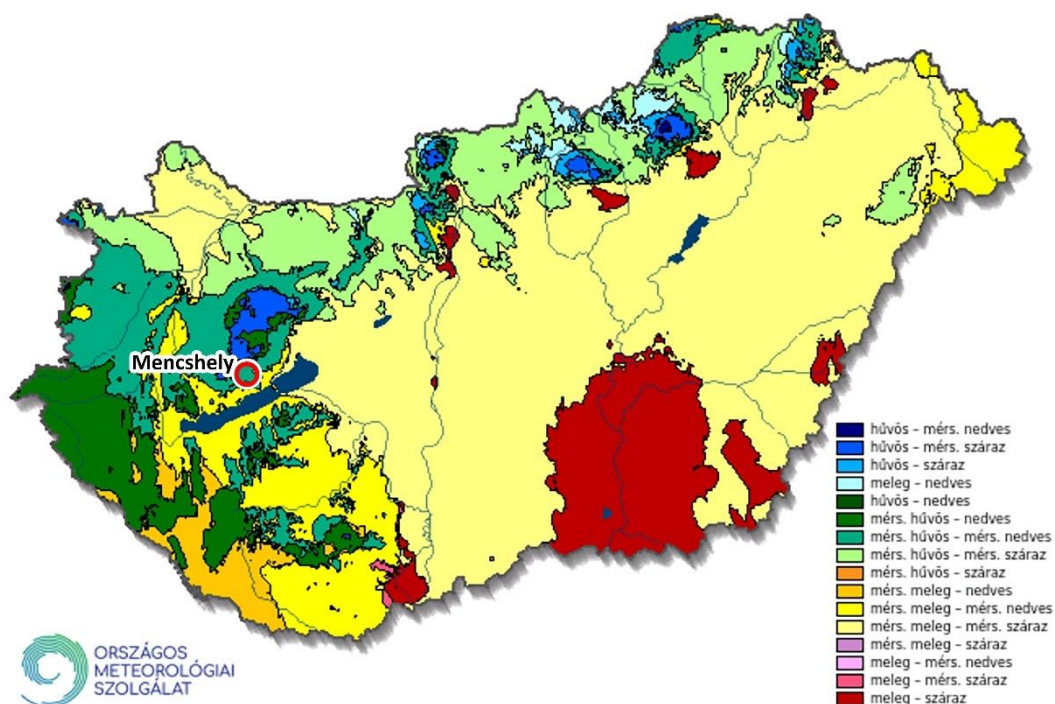 Mencshely
hűvös – mérs. nedves
hűvös – mérs. száraz
hűvös – száraz
meleg – nedves
hűvös – nedves
mérs. hűvös – nedves
mérs. hűvös – mérs. nedves
mérs. hűvös – mérs. száraz
mérs. hűvös – száraz
mérs. meleg – nedves
mérs. meleg – mérs. nedves
mérs. meleg – mérs. száraz
mérs. meleg – száraz
meleg – mérs. nedves
meleg – mérs. száraz
meleg – száraz
ORSZÁGOS
METEOROLÓGIAI
SZOLGÁLAT